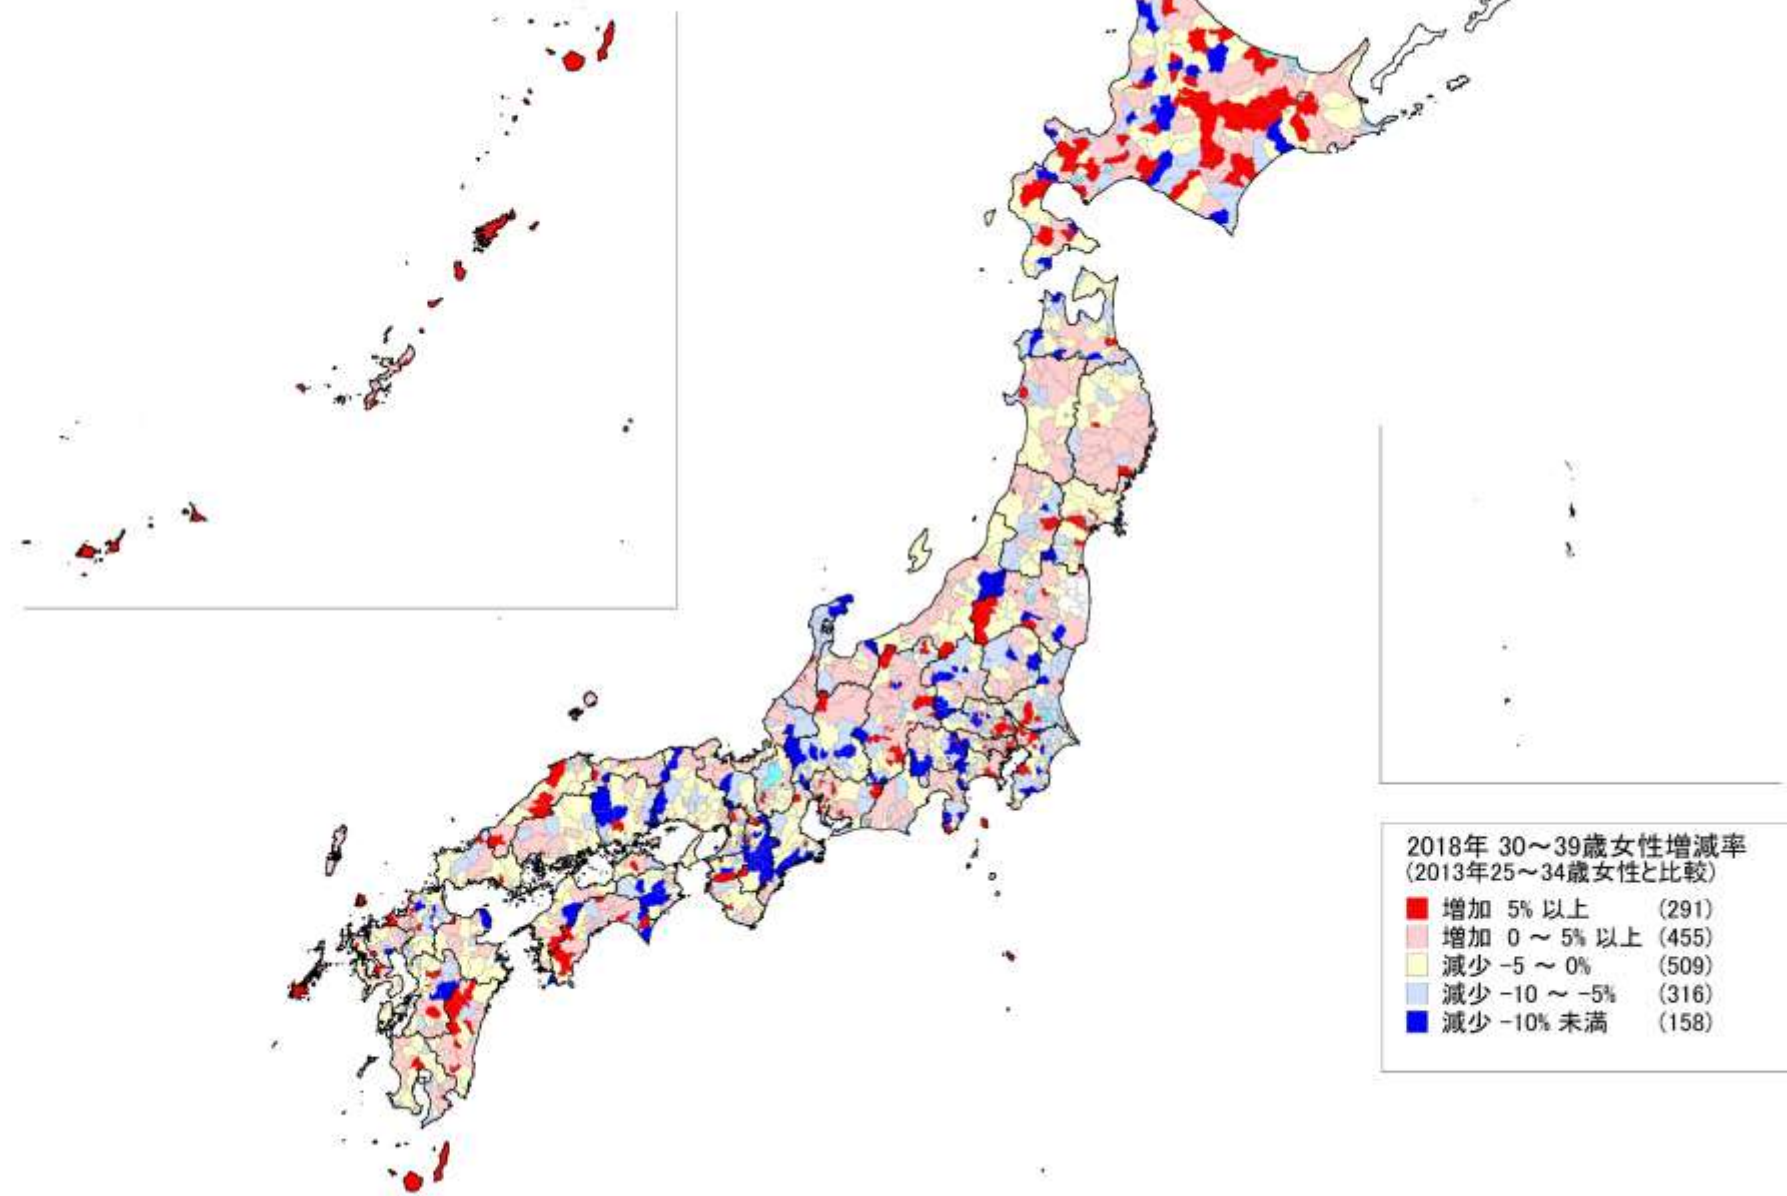 2018年 30～39歳女性増減率
(2013年25～34歳女性と比較)
増加 5% 以上 (291)
増加 0 ～ 5% 以上 (455)
減少 -5 ～ 0% (509)
減少 -10 ～ -5% (316)
減少 -10% 未満 (158)